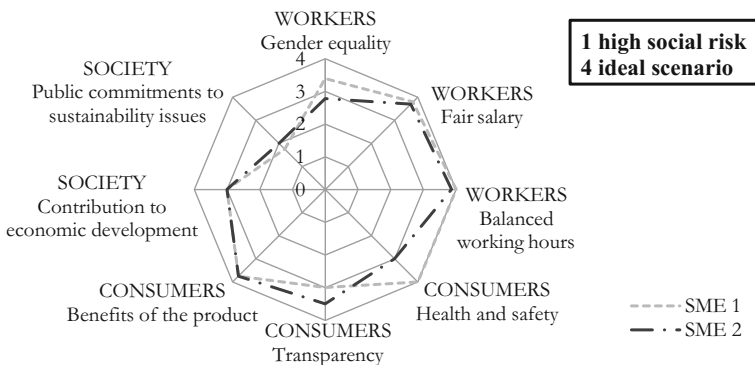 WORKERS
Gender equality
1 high social risk
4 ideal scenario
SOCIETY
Public commitments to
sustainability issues
WORKERS
Fair salary
4
3
2
1
0
SOCIETY
Contribution to
economic development
WORKERS
Balanced
working hours
CONSUMERS
Benefits of the product
CONSUMERS
Transparency
CONSUMERS
Health and safety
SME 1
SME 2